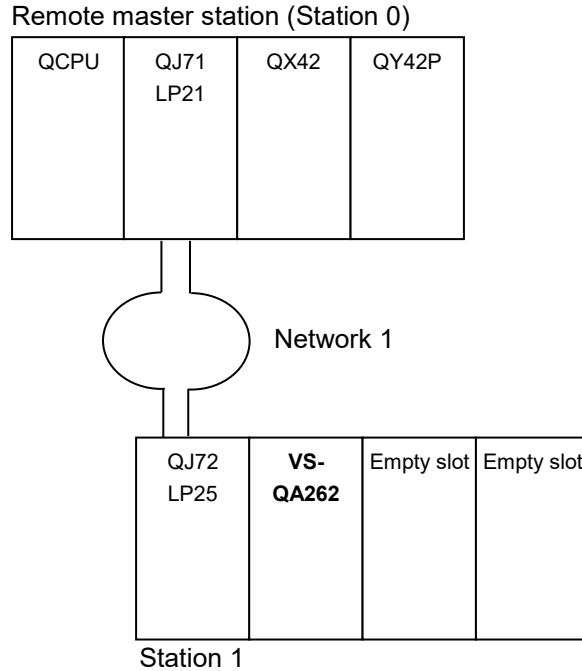 Remote master station (Station 0)
QCPU
QJ71
LP21
QX42
QY42P
Network 1
QJ72
LP25
VS-
QA262
Empty slot
Empty slot
Station 1